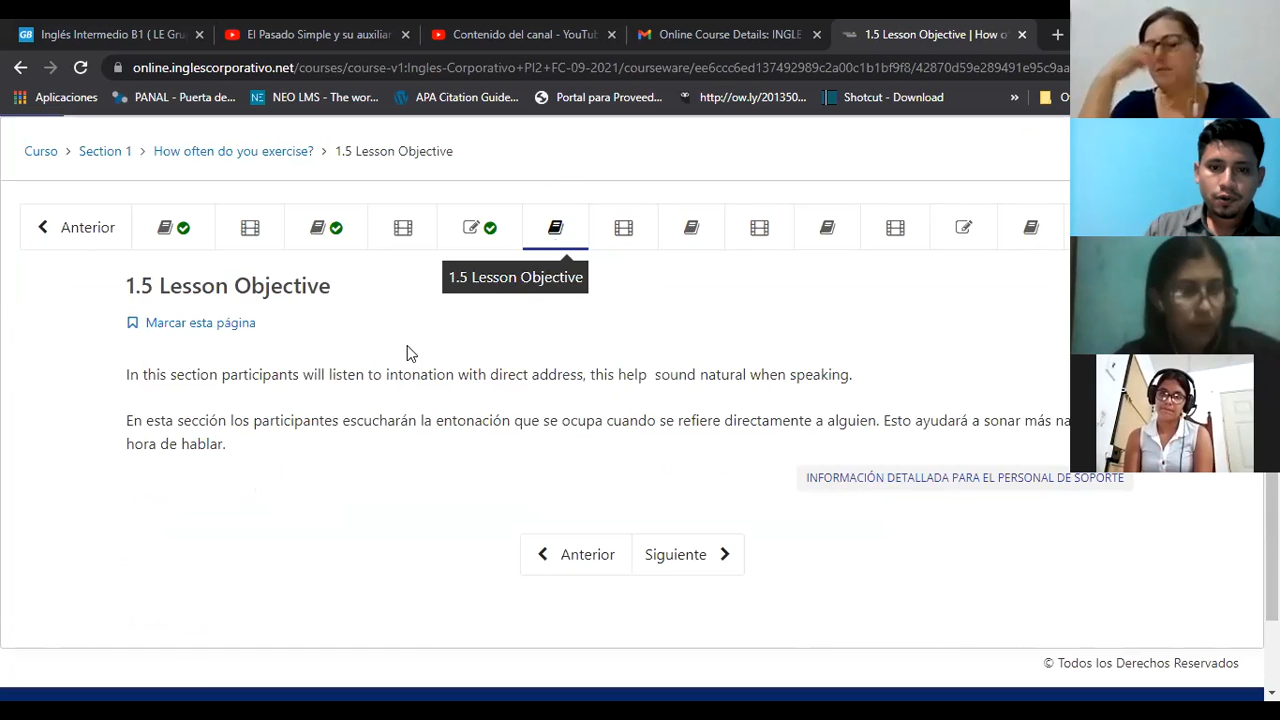 Inglés Intermedio B1 ( LE Gru
El Pasado Simple y su auxiliar
Contenido del canal - YouTu
Online Course Details: INGLE
1.5 Lesson Objective | How o
online.inglescorporativo.net/courses/course-v1:Ingles-Corporativo+PI2+FC-09-2021/courseware/ee6ccc6ed137492989c2a00c1b1bf9f8/42870d59e289491e95c9aa
Aplicaciones
PANAL - Puerta de...
NEO LMS - The wor...
APA Citation Guide...
Portal para Proveed...
http://ow.ly/201350...
Shotcut - Download
»
Curso > Section 1 > How often do you exercise? > 1.5 Lesson Objective
Anterior
1.5 Lesson Objective
1.5 Lesson Objective
Marcar esta página
In this section participants will listen to intonation with direct address, this help sound natural when speaking.
En esta sección los participantes escucharán la entonación que se ocupa cuando se refiere directamente a alguien. Esto ayudará a sonar más na
hora de hablar.
INFORMACIÓN DETALLADA PARA EL PERSONAL DE SOPORTE
Anterior
Siguiente
© Todos los Derechos Reservados